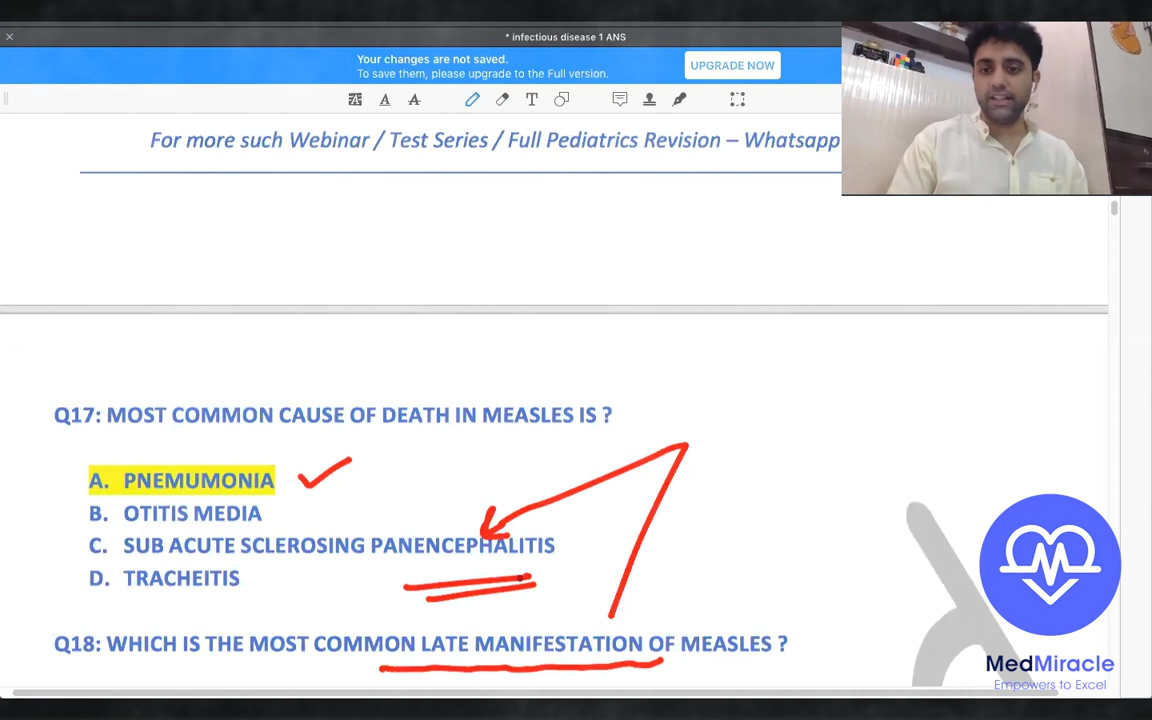 * infectious disease 1 ANS
Your changes are not saved.
To save them, please upgrade to the Full version.
UPGRADE NOW
For more such Webinar / Test Series / Full Pediatrics Revision – Whatsapp
Q17: MOST COMMON CAUSE OF DEATH IN MEASLES IS ?
A. PNEMUMONIA
B. OTITIS MEDIA
C. SUB ACUTE SCLEROSING PANENCEPHALITIS
D. TRACHEITIS
Q18: WHICH IS THE MOST COMMON LATE MANIFESTATION OF MEASLES ?
MedMiracle
Empowers to Excel